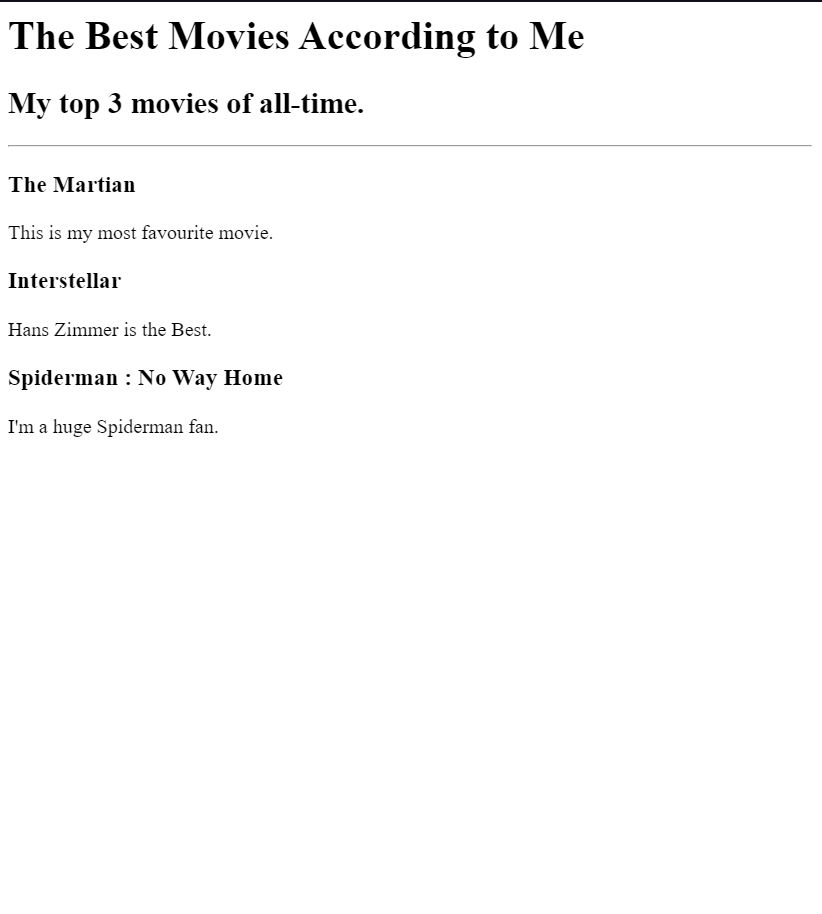 The Best Movies According to Me
My top 3 movies of all-time.
The Martian
This is my most favourite movie.
Interstellar
Hans Zimmer is the Best.
Spiderman : No Way Home
I'm a huge Spiderman fan.